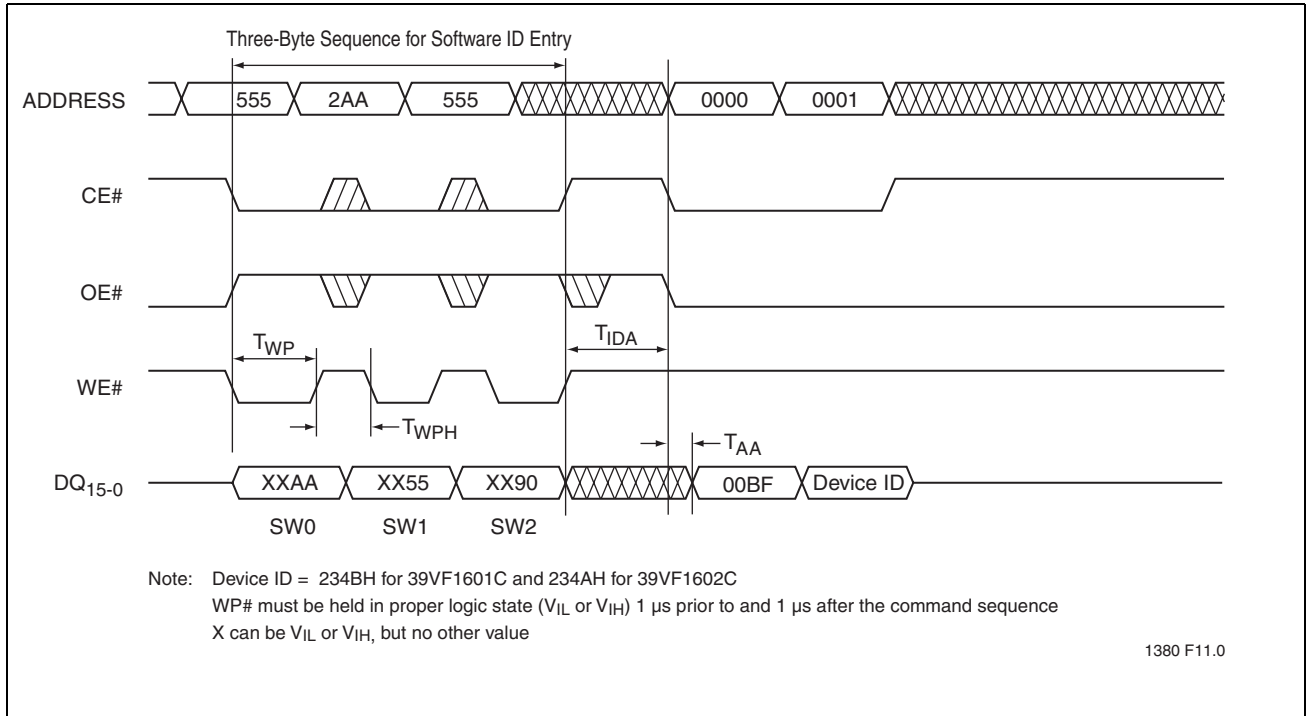 Three-Byte Sequence for Software ID Entry
ADDRESS 555 2AA 555 0000 0001
CE#
OE#
TWP TIDA
WE#
TWPH
TAA
DQ15-0 XXAA XX55 XX90 00BF Device ID
SW0 SW1 SW2
Note: Device ID = 234BH for 39VF1601C and 234AH for 39VF1602C
WP# must be held in proper logic state (VIL or VIH) 1 µs prior to and 1 µs after the command sequence
X can be VIL or VIH, but no other value
1380 F11.0